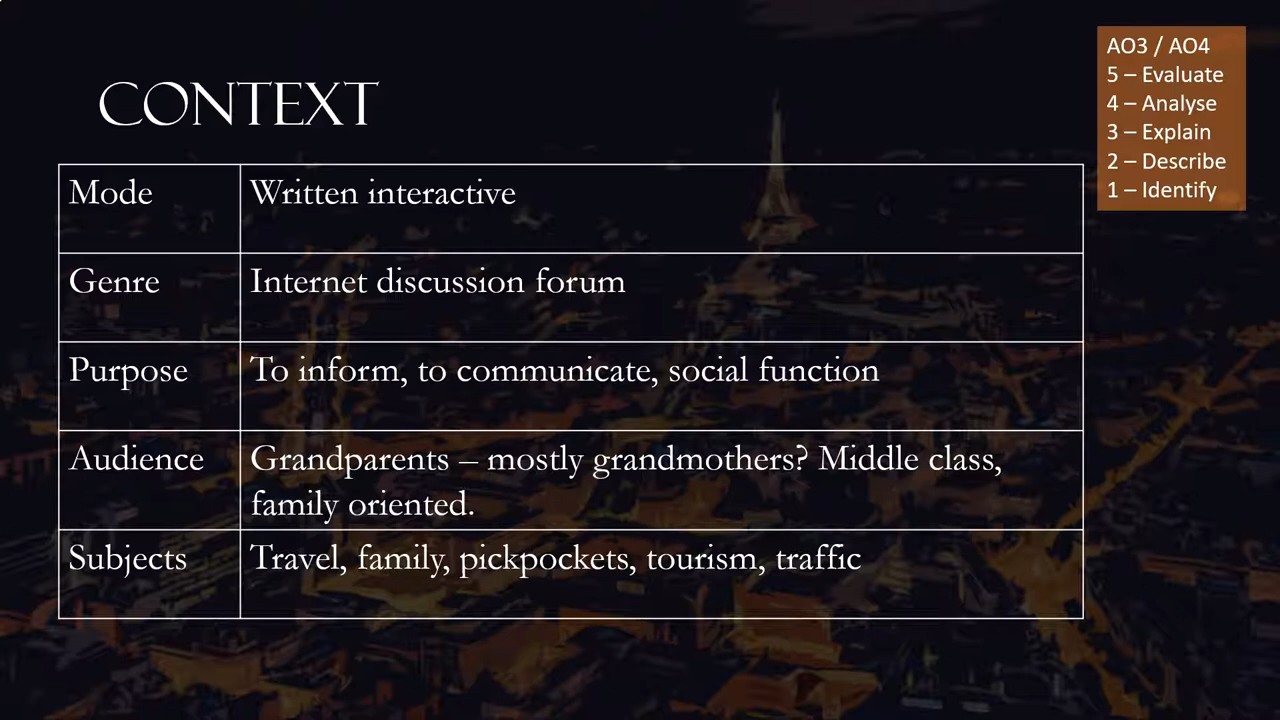 CONTEXT
AO3 / AO4
5 – Evaluate
4 – Analyse
3 – Explain
2 – Describe
1 – Identify
Mode
Written interactive
Genre
Internet discussion forum
Purpose
To inform, to communicate, social function
Audience
Grandparents – mostly grandmothers? Middle class,
family oriented.
Subjects
Travel, family, pickpockets, tourism, traffic